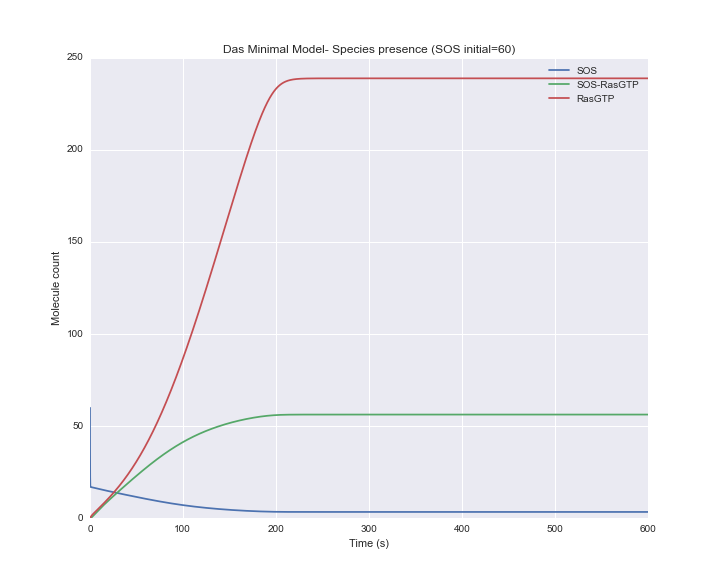 Das Minimal Model- Species presence (SOS initial=60)
250
200
150
100
50
0
Molecule count
SOS
SOS-RasGTP
RasGTP
0 100 200 300 400 500 600
Time (s)